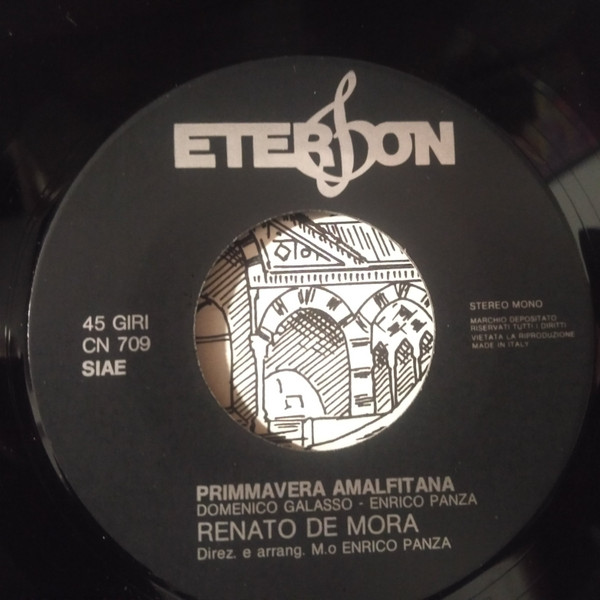 ETERSON
45 GIRI
CN 709
SIAE
STEREO MONO
MARCHIO DEPOSITATO
RISERVATI TUTTI I DIRITTI
VIETATA LA RIPRODUZIONE
MADE IN ITALY
PRIMMAVERA AMALFITANA
DOMENICO GALASSO - ENRICO PANZA
RENATO DE MORA
Direz. e arrang. M.o ENRICO PANZA